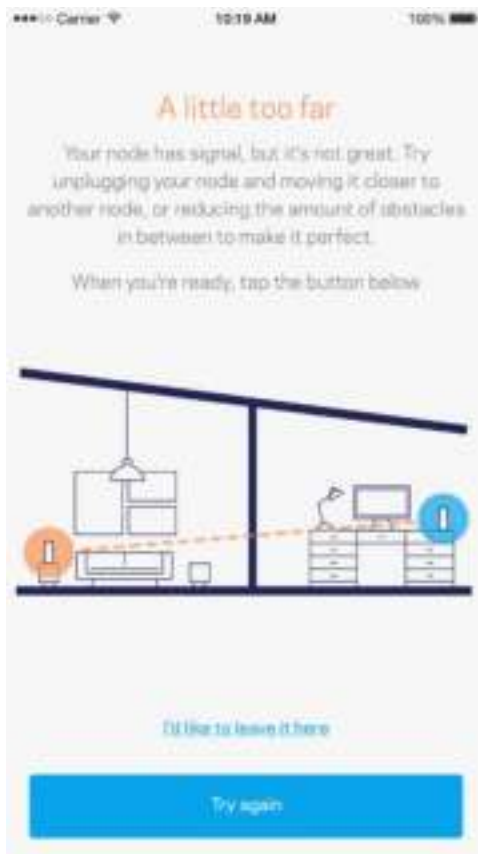 Carrier 10:19 AM 100%
A little too far
Your node has signal, but it's not great. Try
unplugging your node and moving it closer to
another node, or reducing the amount of obstacles
in between to make it perfect.
When you're ready, tap the button below
I'd like to leave it here
Try again